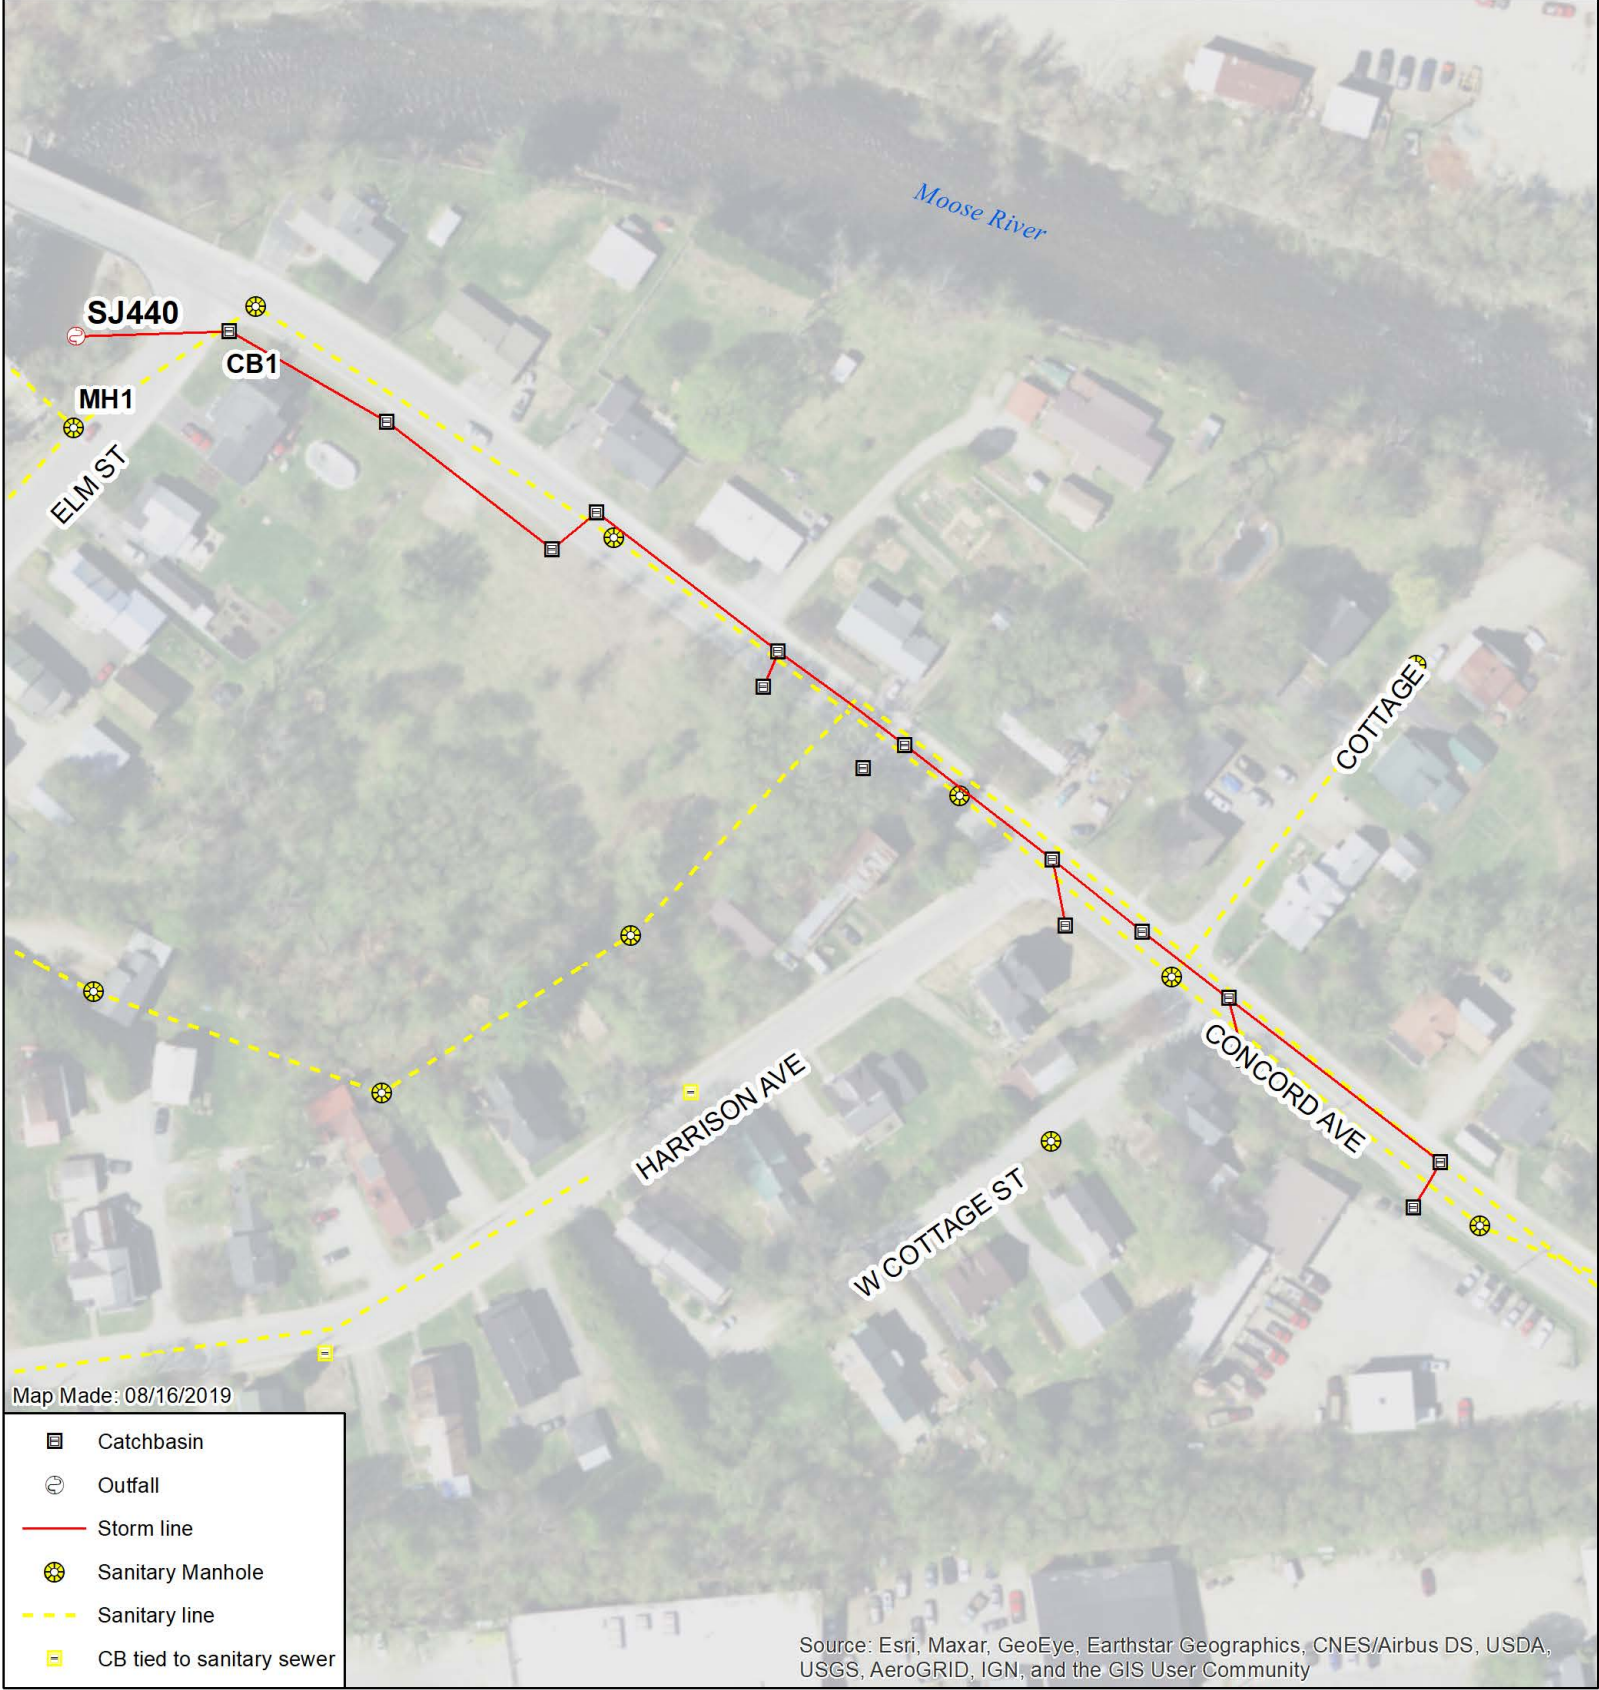 Moose River
SJ440
CB1
MH1
ELM ST
COTTAGE
CONCORD AVE
HARRISON AVE
W COTTAGE ST
Map Made: 08/16/2019
Catchbasin
Outfall
Storm line
Sanitary Manhole
Sanitary line
CB tied to sanitary sewer
Source: Esri, Maxar, GeoEye, Earthstar Geographics, CNES/Airbus DS, USDA,
USGS, AeroGRID, IGN, and the GIS User Community